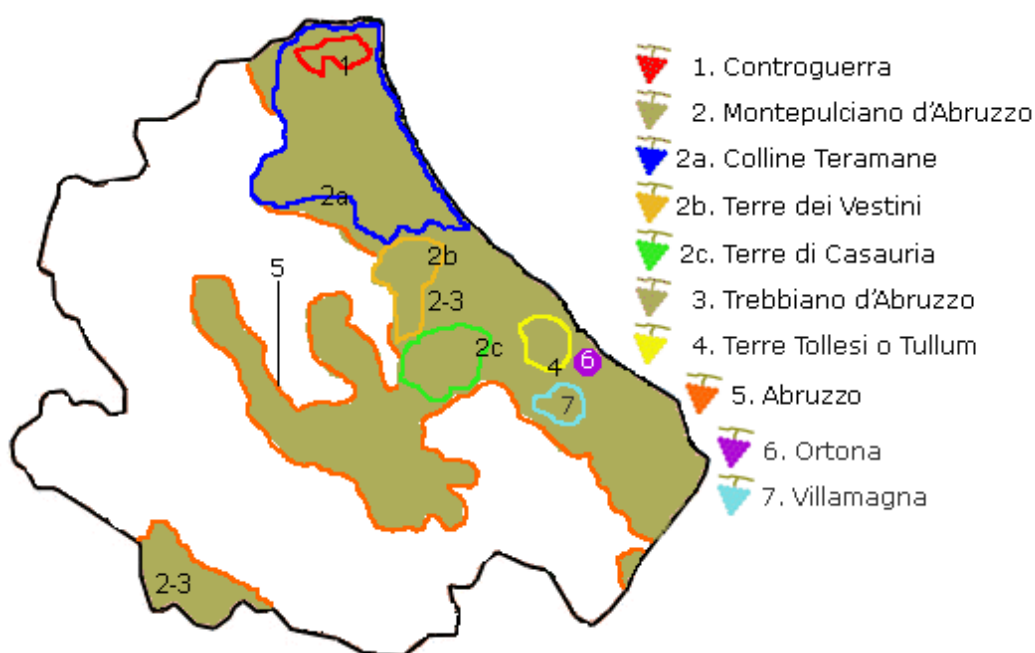 1
2a
2b
5
2-3
2c
4
6
7
2-3
1. Controguerra
2. Montepulciano d'Abruzzo
2a. Colline Teramane
2b. Terre dei Vestini
2c. Terre di Casauria
3. Trebbiano d'Abruzzo
4. Terre Tollesi o Tullum
5. Abruzzo
6. Ortona
7. Villamagna